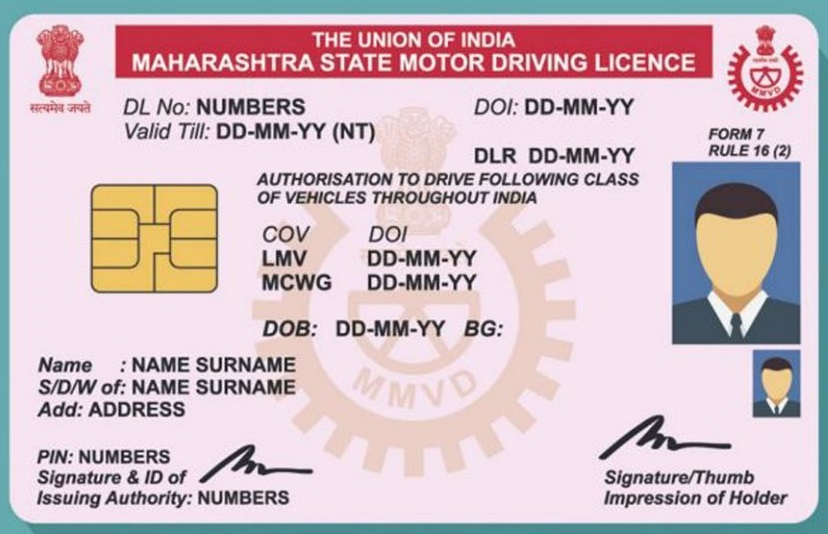 THE UNION OF INDIA
MAHARASHTRA STATE MOTOR DRIVING LICENCE
सत्यमेव जयते
MMVD
DL No: NUMBERS DOI: DD-MM-YY
Valid Till: DD-MM-YY (NT)
FORM 7
RULE 16 (2)
DLR DD-MM-YY
AUTHORISATION TO DRIVE FOLLOWING CLASS
OF VEHICLES THROUGHOUT INDIA
COV DOI
LMV DD-MM-YY
MCWG DD-MM-YY
DOB: DD-MM-YY BG:
MMVD
Name : NAME SURNAME
S/D/W of: NAME SURNAME
Add: ADDRESS
PIN: NUMBERS
Signature & ID of
Issuing Authority: NUMBERS
Signature/Thumb
Impression of Holder